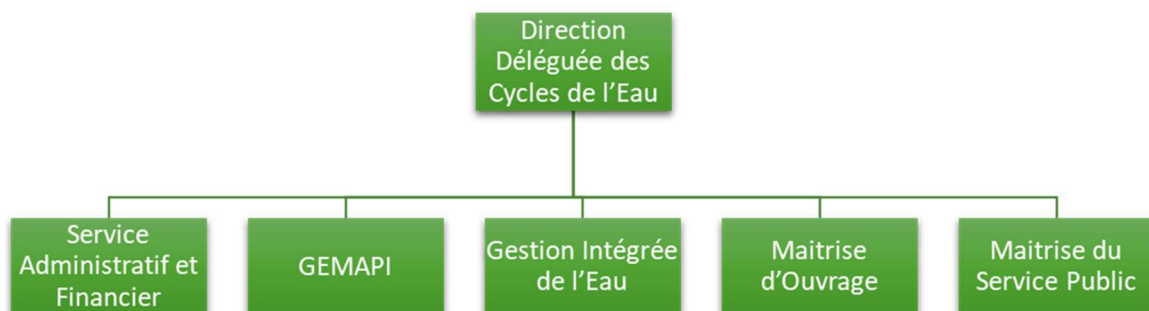 Direction
Déléguée des
Cycles de l'Eau
Service
Administratif et
Financier
GEMAPI
Gestion Intégrée
de l'Eau
Maitrise
d'Ouvrage
Maitrise du
Service Public